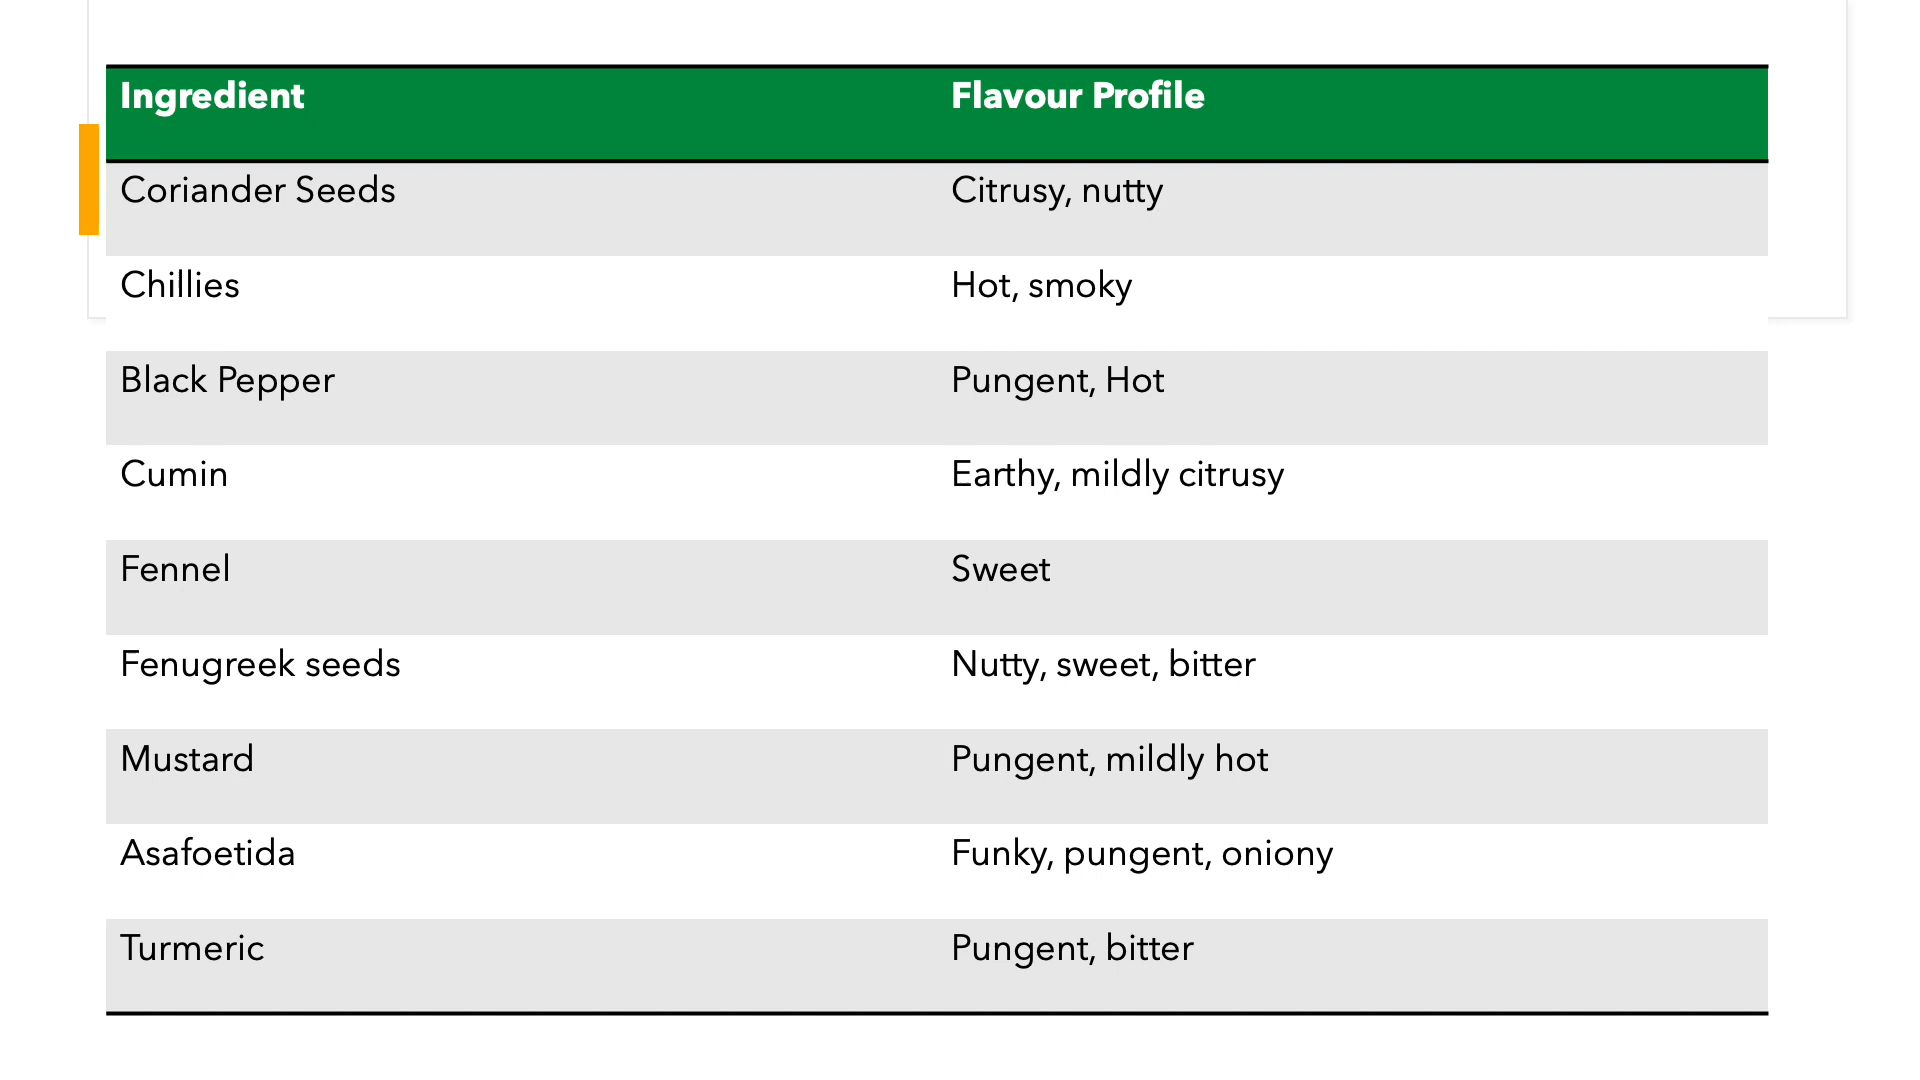 Ingredient Flavour Profile
Coriander Seeds Citrusy, nutty
Chillies Hot, smoky
Black Pepper Pungent, Hot
Cumin Earthy, mildly citrusy
Fennel Sweet
Fenugreek seeds Nutty, sweet, bitter
Mustard Pungent, mildly hot
Asafoetida Funky, pungent, oniony
Turmeric Pungent, bitter